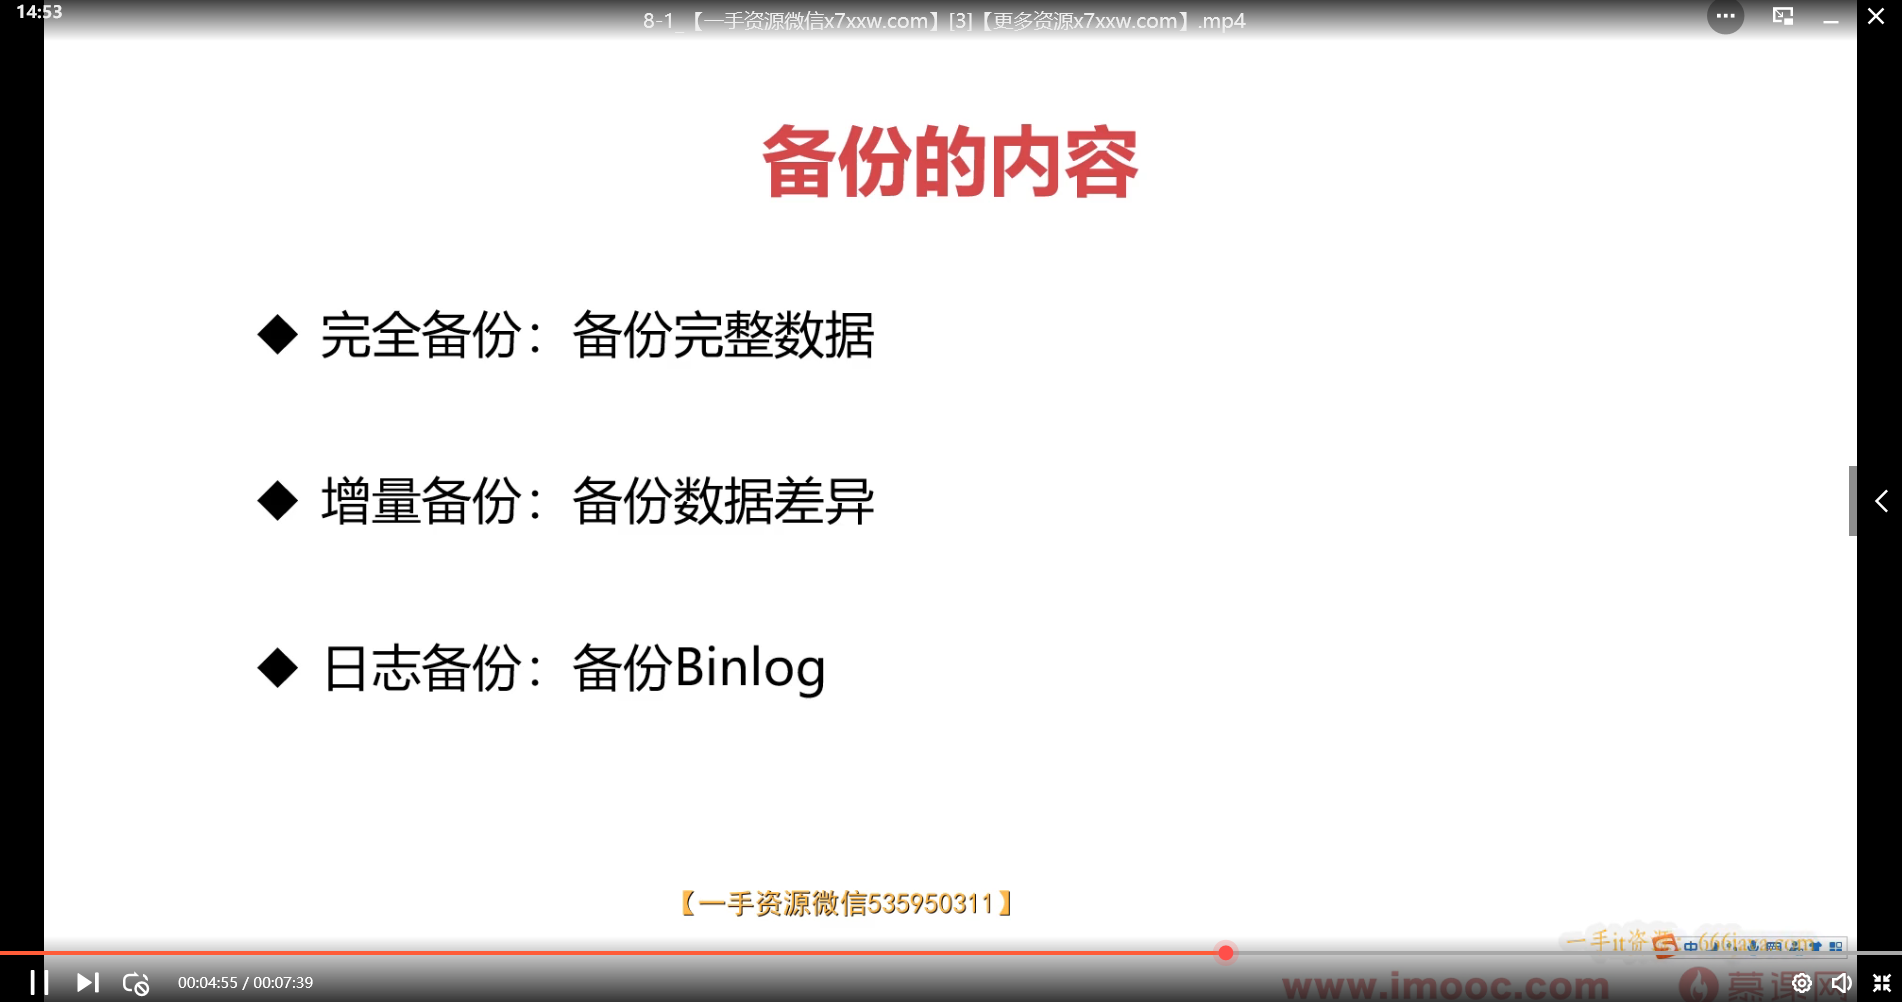 14:53
8-1_【一手资源微信x7xxw.com】[3]【更多资源x7xxw.com】.mp4
备份的内容
◆ 完全备份：备份完整数据
◆ 增量备份：备份数据差异
◆ 日志备份：备份Binlog
【一手资源微信535950311】
一手it资源
中
00:04:55 / 00:07:39
www.imooc.com
慕课网